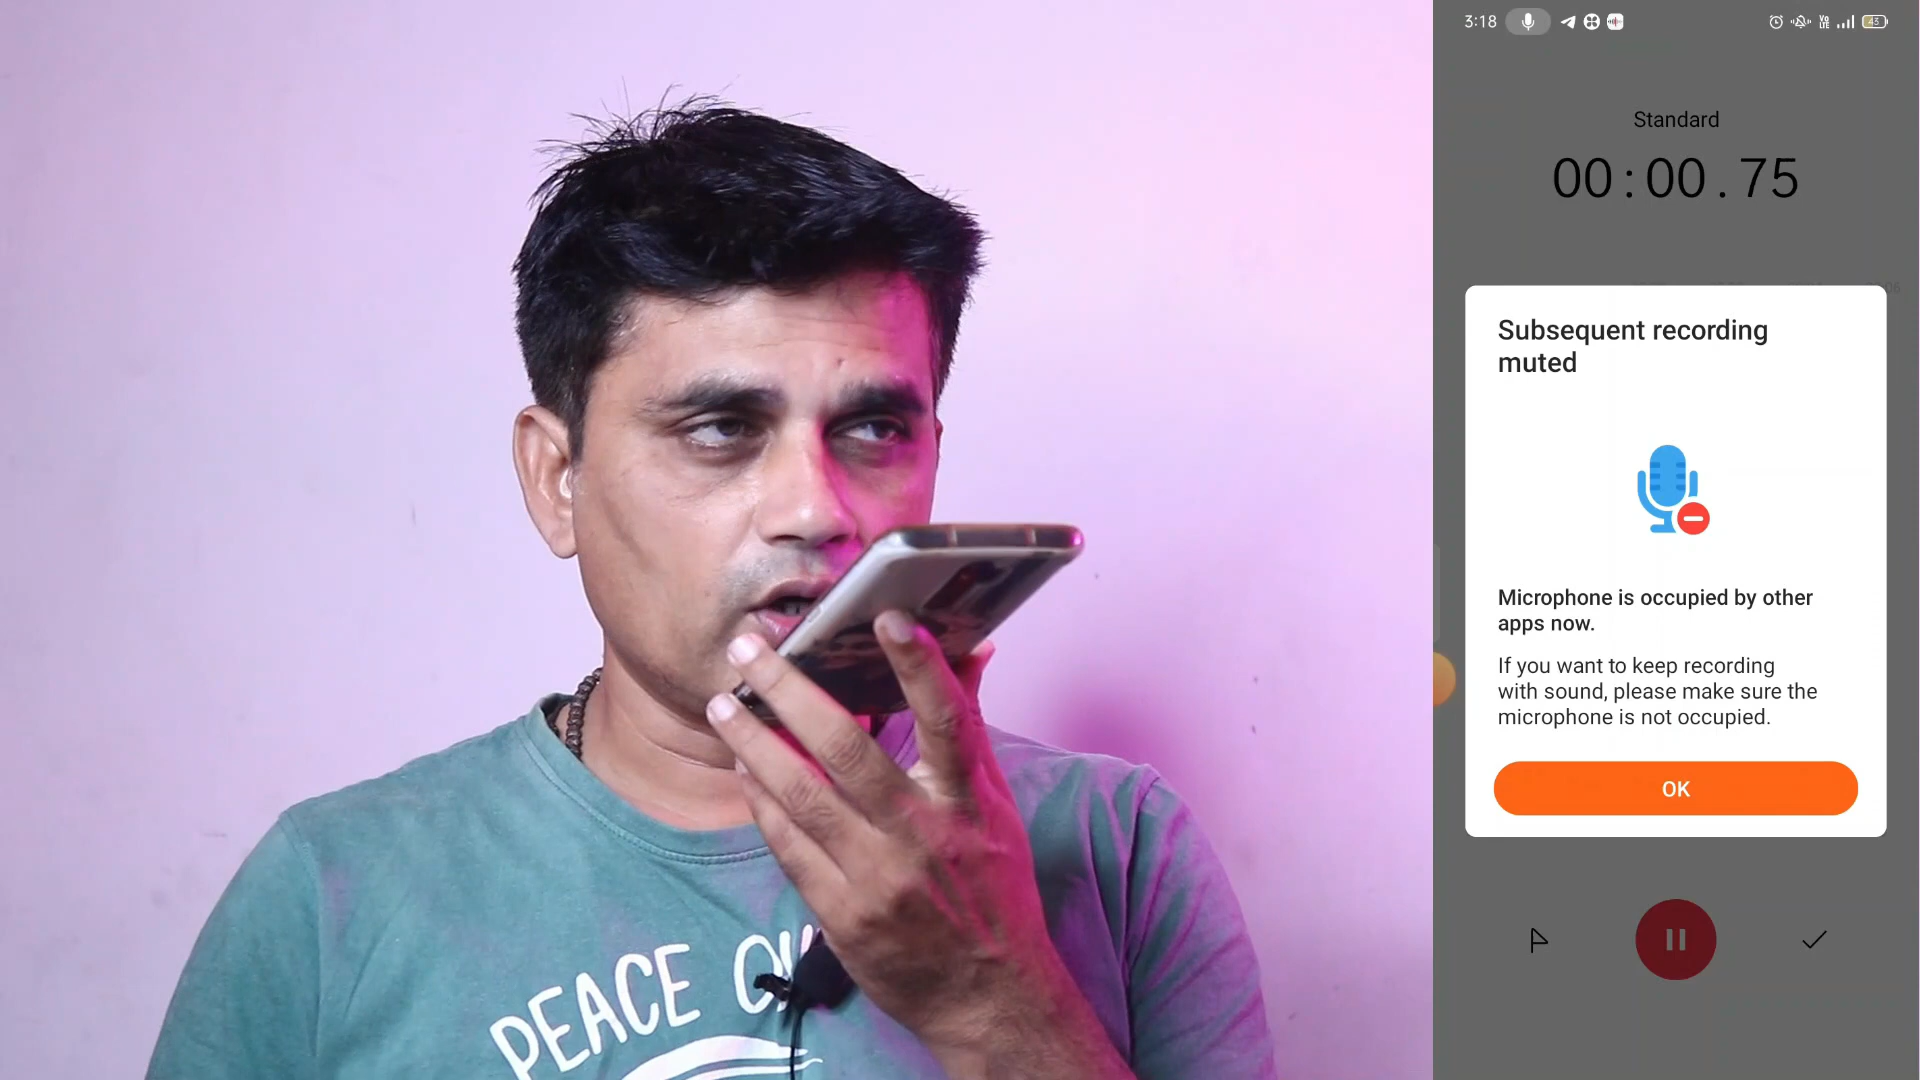 3:18
43
Standard
00:00.75
Subsequent recording
muted
Microphone is occupied by other
apps now.
If you want to keep recording
with sound, please make sure the
microphone is not occupied.
OK
PEACE